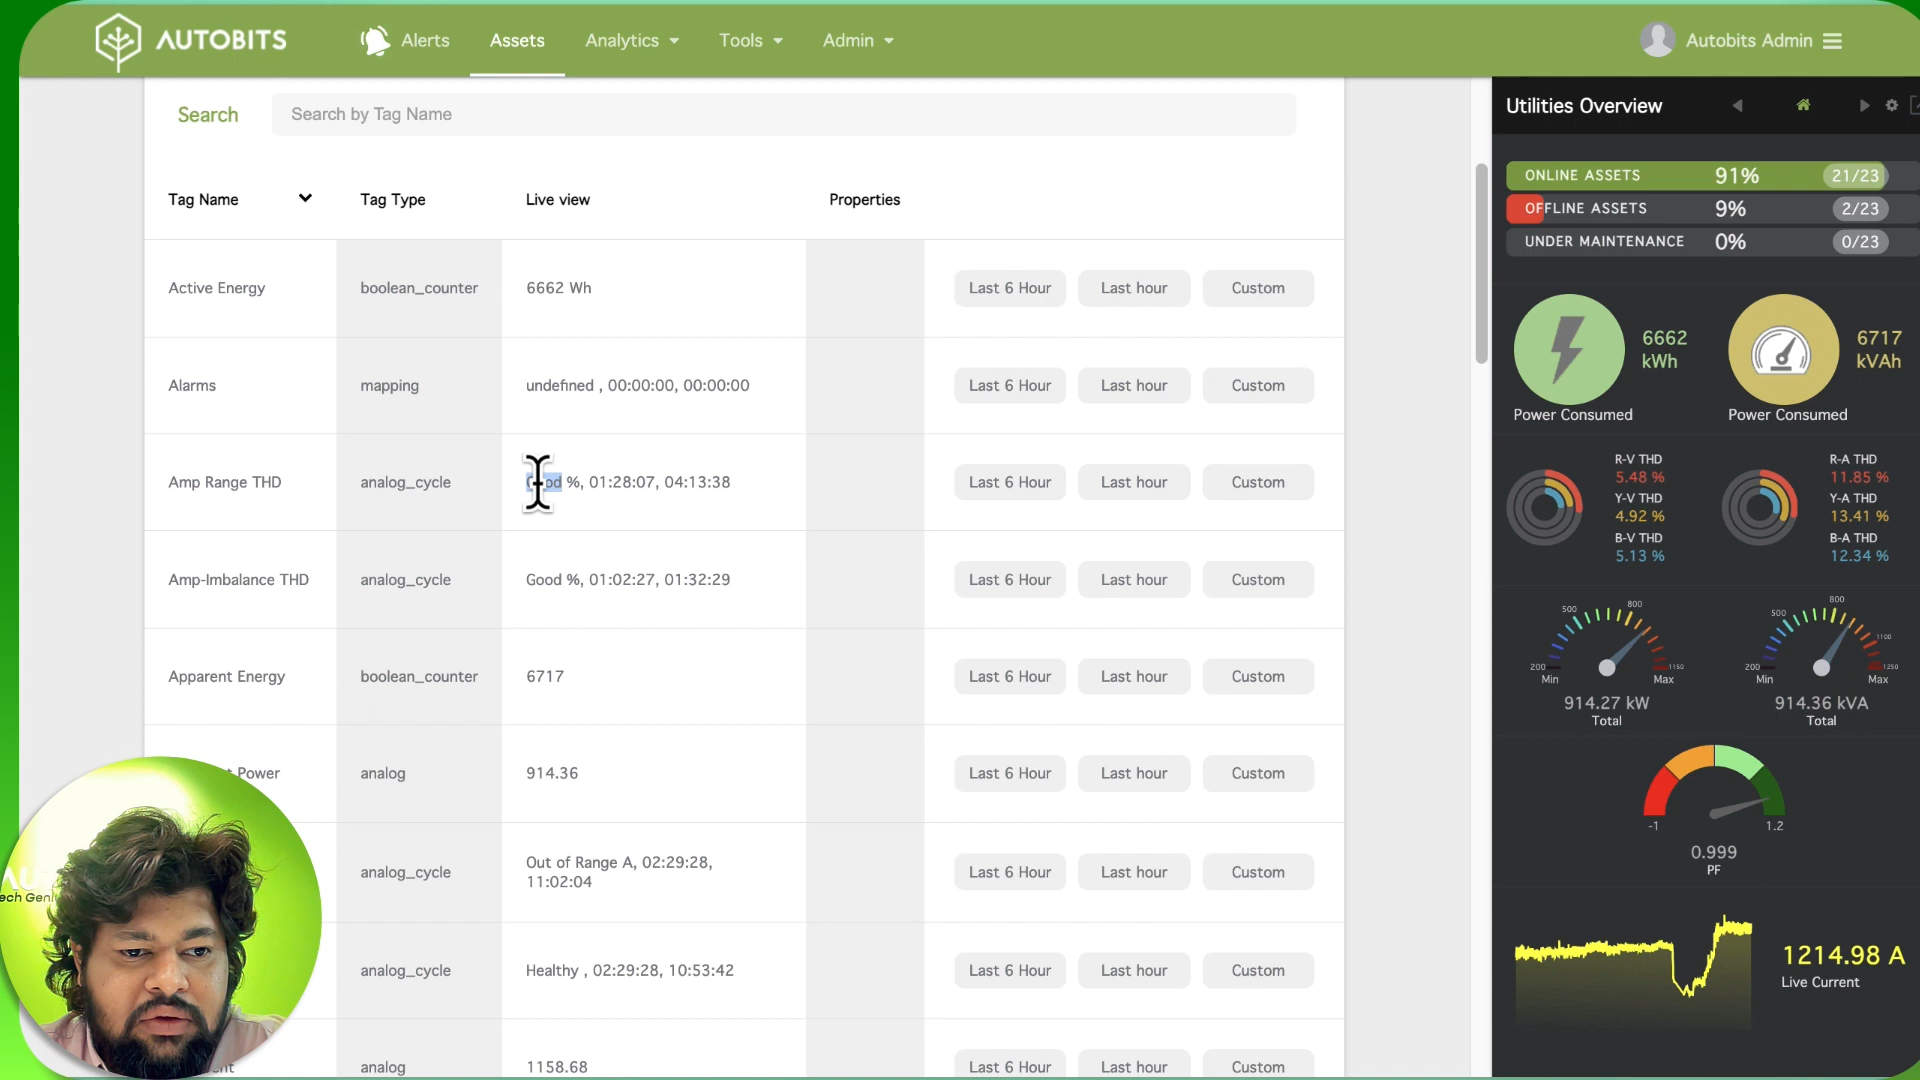 AUTOBITS
Alerts
Assets
Analytics
Tools
Admin
Autobits Admin
Search
Search by Tag Name
Tag Name
Tag Type
Live view
Properties
Active Energy
boolean_counter
6662 Wh
Last 6 Hour
Last hour
Custom
Alarms
mapping
undefined , 00:00:00, 00:00:00
Last 6 Hour
Last hour
Custom
Amp Range THD
analog_cycle
Good %, 01:28:07, 04:13:38
Last 6 Hour
Last hour
Custom
Amp-Imbalance THD
analog_cycle
Good %, 01:02:27, 01:32:29
Last 6 Hour
Last hour
Custom
Apparent Energy
boolean_counter
6717
Last 6 Hour
Last hour
Custom
Power
analog
914.36
Last 6 Hour
Last hour
Custom
analog_cycle
Out of Range A, 02:29:28,
11:02:04
Last 6 Hour
Last hour
Custom
analog_cycle
Healthy , 02:29:28, 10:53:42
Last 6 Hour
Last hour
Custom
analog
1158.68
Last 6 Hour
Last hour
Custom
Utilities Overview
ONLINE ASSETS 91% 21/23
OFFLINE ASSETS 9% 2/23
UNDER MAINTENANCE 0% 0/23
6662
kWh
Power Consumed
6717
kVAh
Power Consumed
R-V THD
5.48 %
Y-V THD
4.92 %
B-V THD
5.13 %
R-A THD
11.85 %
Y-A THD
13.41 %
B-A THD
12.34 %
500
800
200
1150
Min
Max
914.27 kW
Total
500
800
1100
200
1250
Min
Max
914.36 kVA
Total
-1
1.2
0.999
PF
1214.98 A
Live Current